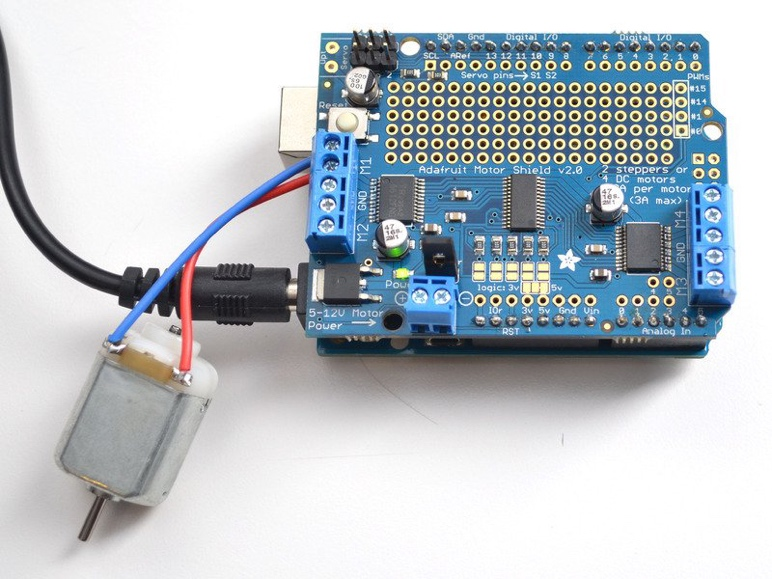 SDA Gnd Digital I/O Digital I/O
SCL ARef 13 12 11 10 9 8 7 6 5 4 3 2 1 0
Servo
Servo pins→S1 S2
PWMs
#15
#14
#1
#0
100
Reset
Adafruit Motor Shield v2.0
2 steppers or
4 DC motors
A per motor
(3A max)
M1
GND
M2
47
16V
47
16V
M4
GND
M3
Power
logic: 3v 5v
5-12V Motor
Power →
IOr 3v 5v Gnd Vin
RST
Analog In